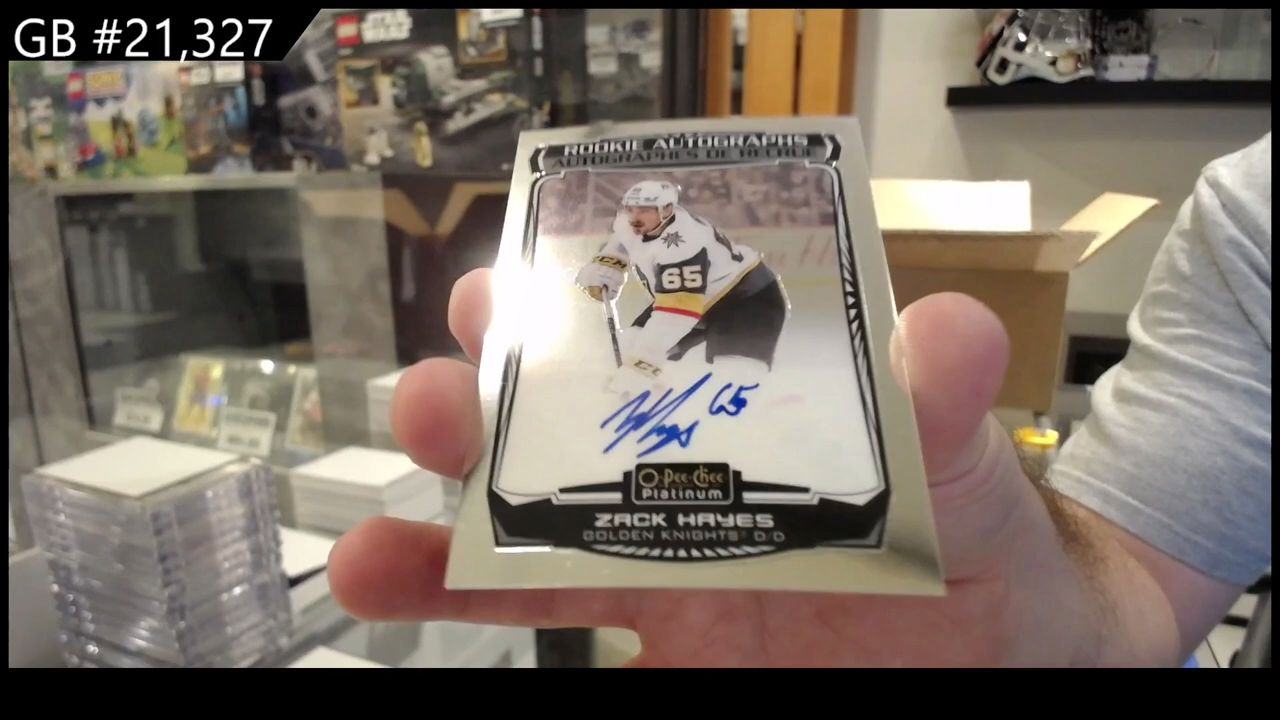 GB #21,327
STAR WARS
ROOKIE AUTOGRAPHS
AUTOGRAPHES DE RECRUE
65
CCM
65
O-Pee-Chee
Platinum
ZACK HAYES
GOLDEN KNIGHTS® D/D